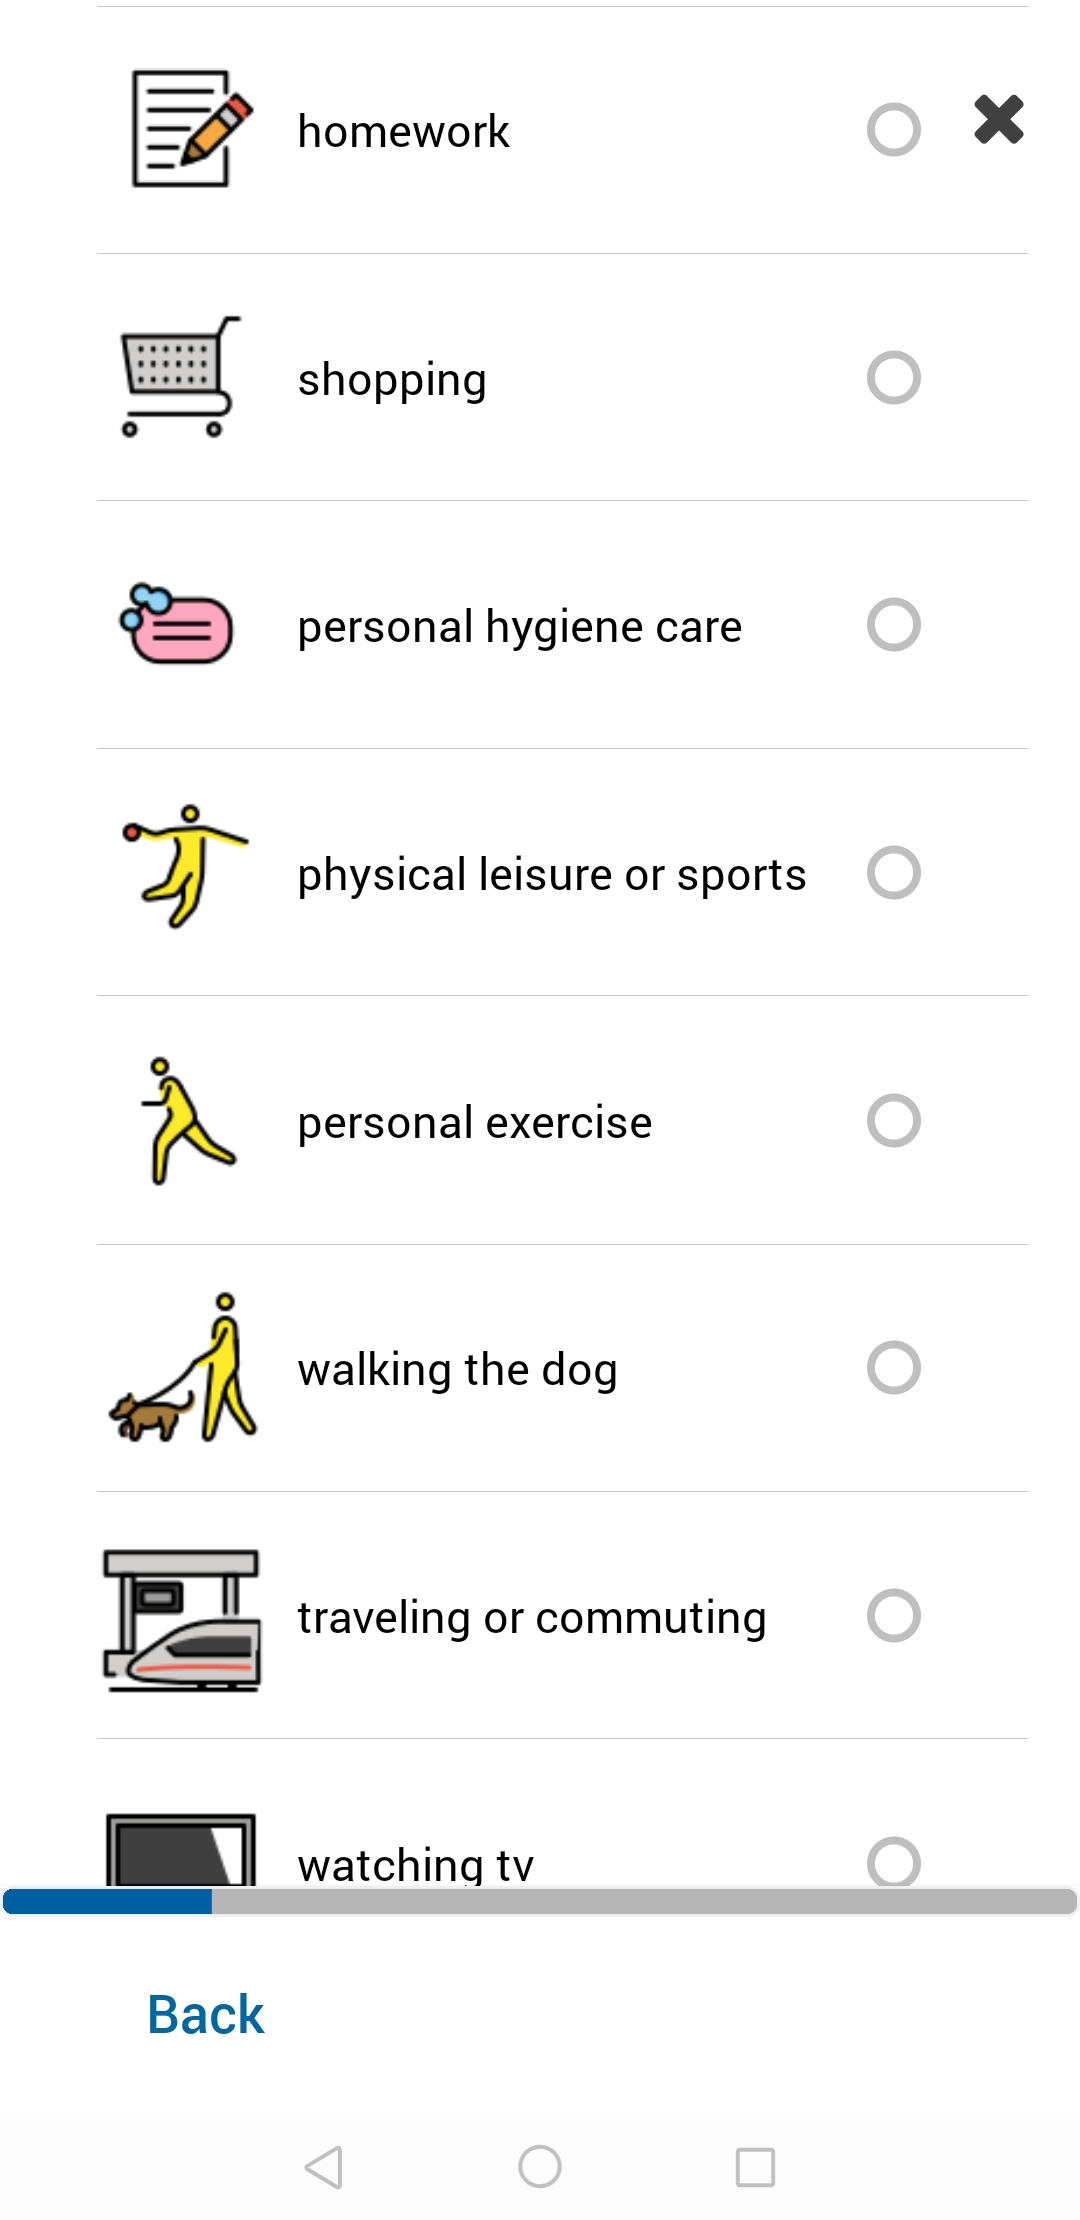 homework
shopping
personal hygiene care
physical leisure or sports
personal exercise
walking the dog
traveling or commuting
watching tv
Back